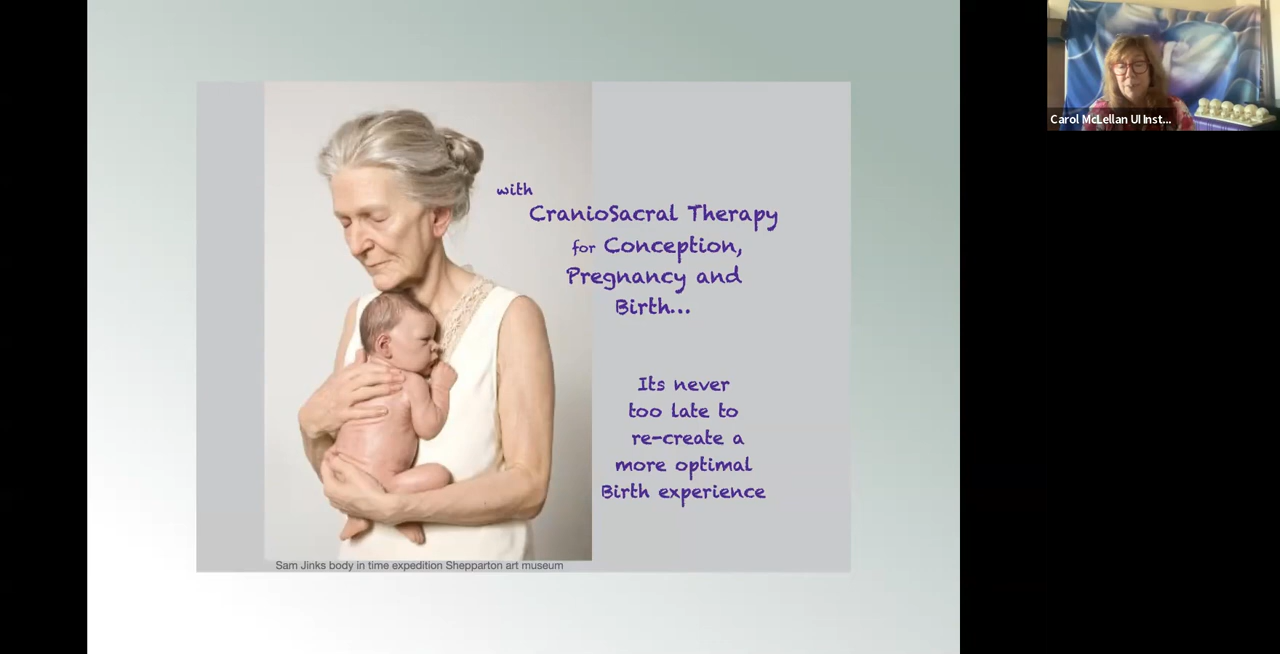 with
CranioSacral Therapy
for Conception,
Pregnancy and
Birth...
Its never
too late to
re-create a
more optimal
Birth experience
Sam Jinks body in time expedition Shepparton art museum
Carol McLellan UI Inst...